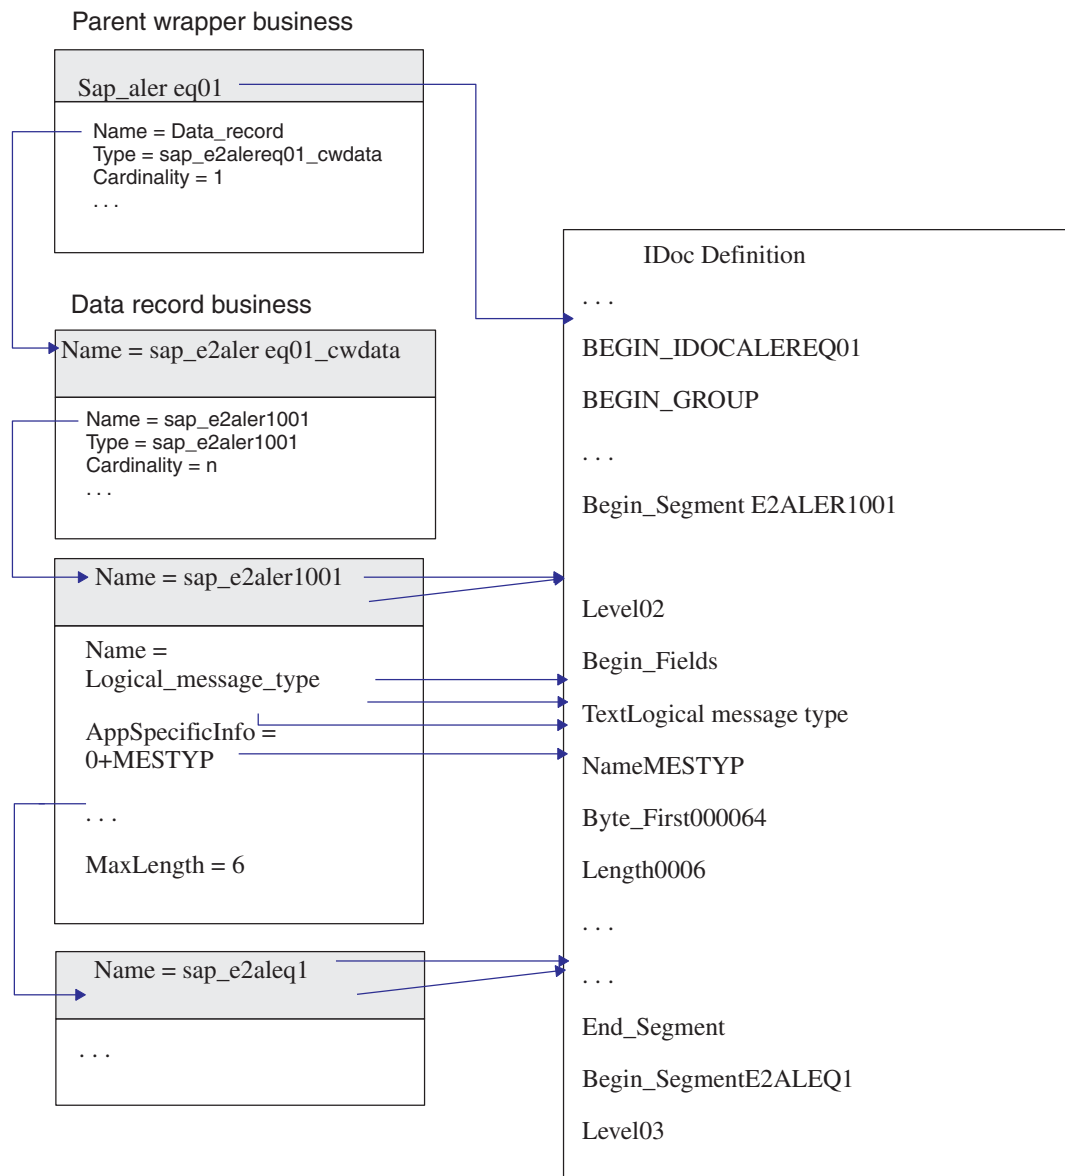 Parent wrapper business
Sap_aler eq01
Name = Data_record
Type = sap_e2alereq01_cwdata
Cardinality = 1
. . .
Data record business
Name = sap_e2aler eq01_cwdata
Name = sap_e2aler1001
Type = sap_e2aler1001
Cardinality = n
. . .
Name = sap_e2aler1001
Name =
Logical_message_type
AppSpecificInfo =
0+MESTYP
. . .
MaxLength = 6
Name = sap_e2aleq1
. . .
IDoc Definition
. . .
BEGIN_IDOCALEREQ01
BEGIN_GROUP
. . .
Begin_Segment E2ALER1001
Level02
Begin_Fields
TextLogical message type
NameMESTYP
Byte_First000064
Length0006
. . .
. . .
End_Segment
Begin_SegmentE2ALEQ1
Level03